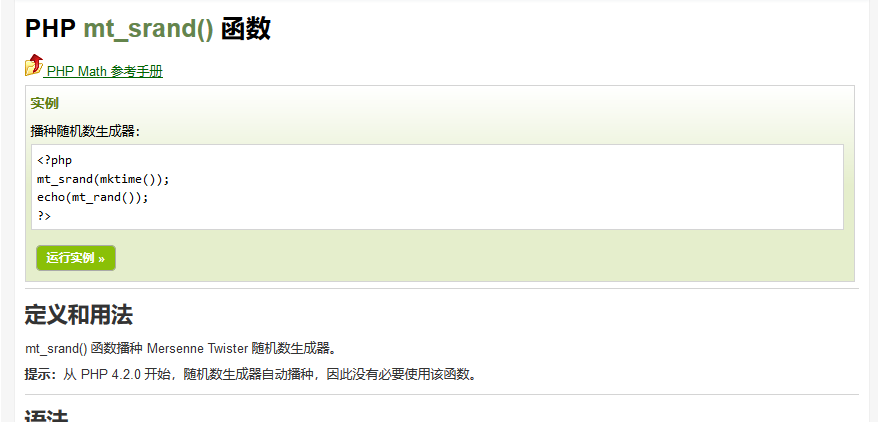 PHP mt_srand() 函数
PHP Math 参考手册
实例
播种随机数生成器：
<?php
mt_srand(mktime());
echo(mt_rand());
?>
运行实例 »
定义和用法
mt_srand() 函数播种 Mersenne Twister 随机数生成器。
提示：从 PHP 4.2.0 开始，随机数生成器自动播种，因此没有必要使用该函数。
语法